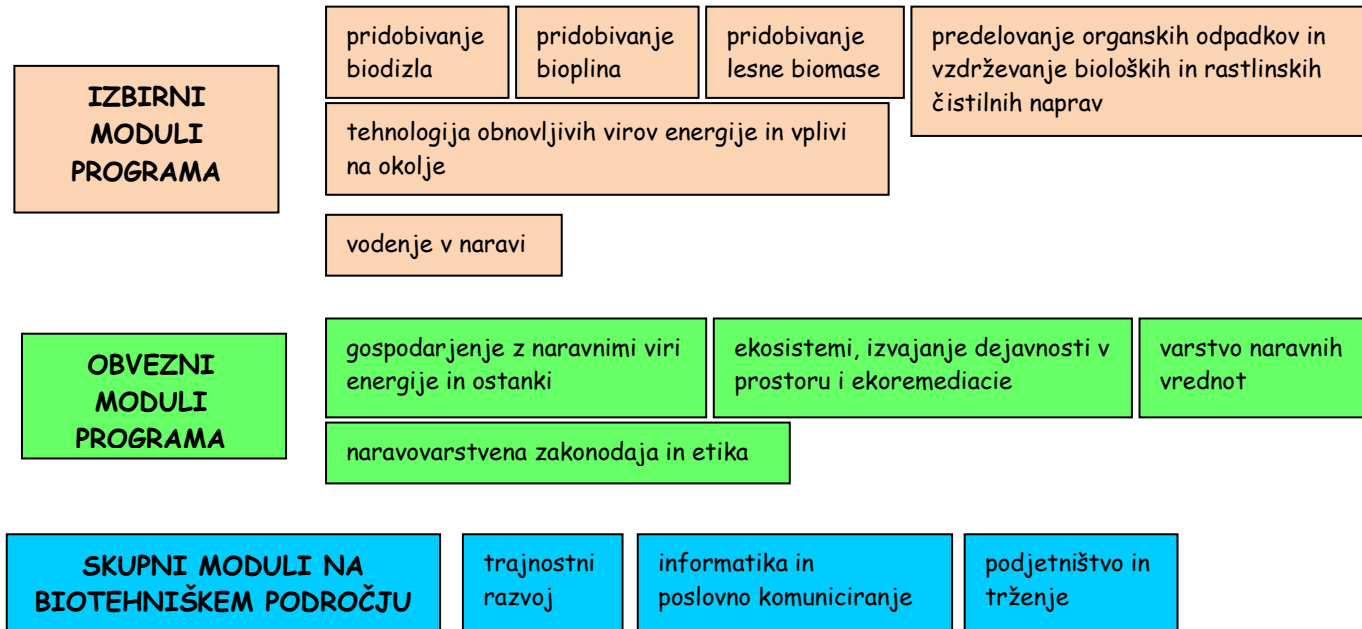 IZBIRNI
MODULI
PROGRAMA
pridobivanje
biodizla
pridobivanje
bioplina
pridobivanje
lesne biomase
predelovanje organskih odpadkov in
vzdrževanje bioloških in rastlinskih
čistilnih naprav
tehnologija obnovljivih virov energije in vplivi
na okolje
vodenje v naravi
OBVEZNI
MODULI
PROGRAMA
gospodarjenje z naravnimi viri
energije in ostanki
ekosistemi, izvajanje dejavnosti v
prostoru i ekoremediacie
varstvo naravnih
vrednot
naravovarstvena zakonodaja in etika
SKUPNI MODULI NA
BIOTEHNIŠKEM PODROČJU
trajnostni
razvoj
informatika in
poslovno komuniciranje
podjetništvo in
trženje